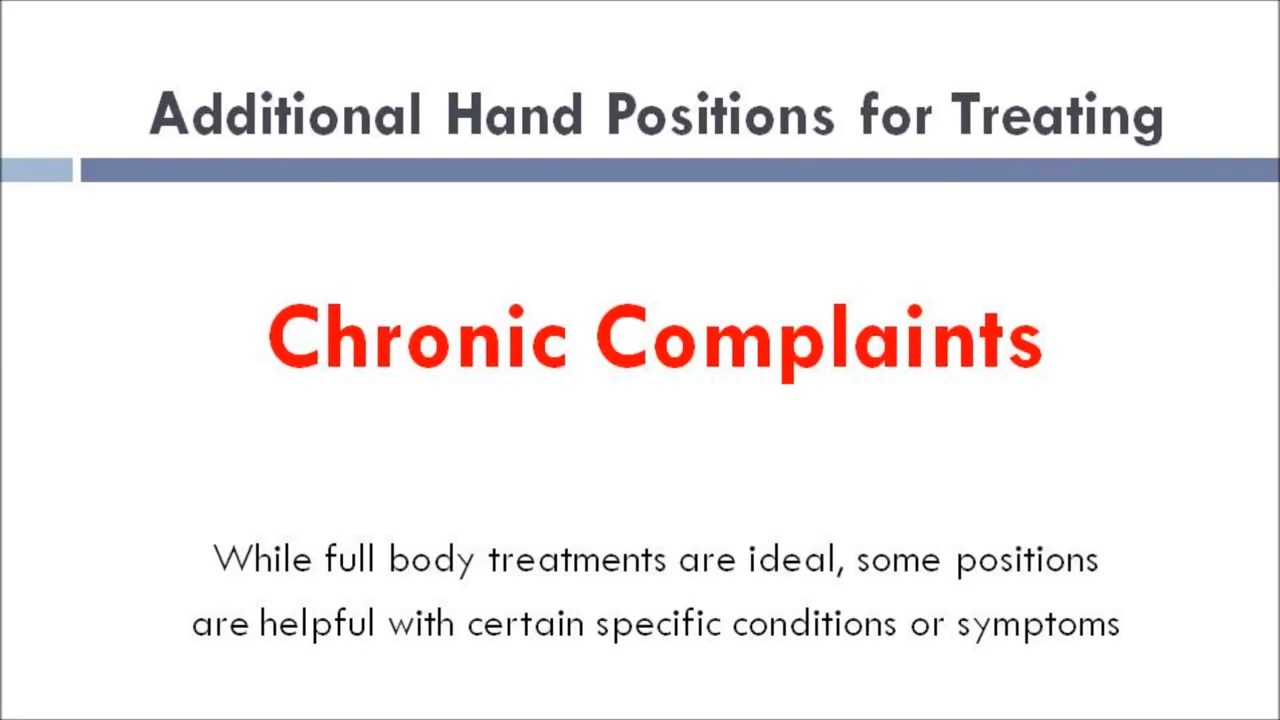 Additional Hand Positions for Treating
Chronic Complaints
While full body treatments are ideal, some positions
are helpful with certain specific conditions or symptoms